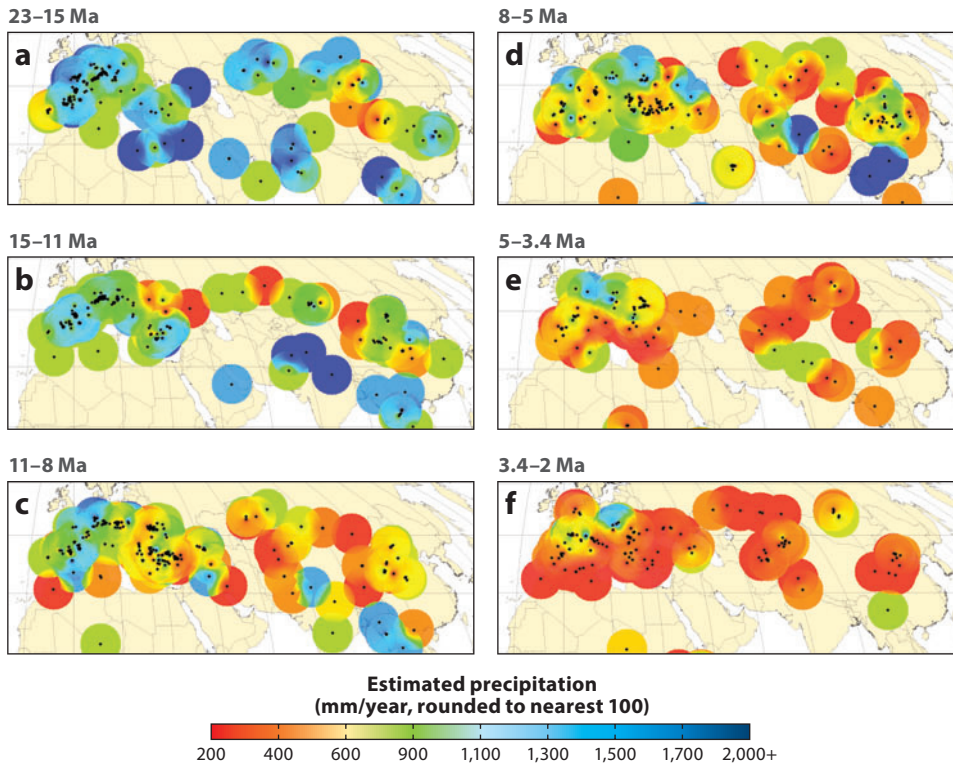 23–15 Ma
a
15–11 Ma
b
11–8 Ma
c
8–5 Ma
d
5–3.4 Ma
e
3.4–2 Ma
f
Estimated precipitation
(mm/year, rounded to nearest 100)
200 400 600 900 1,100 1,300 1,500 1,700 2,000+